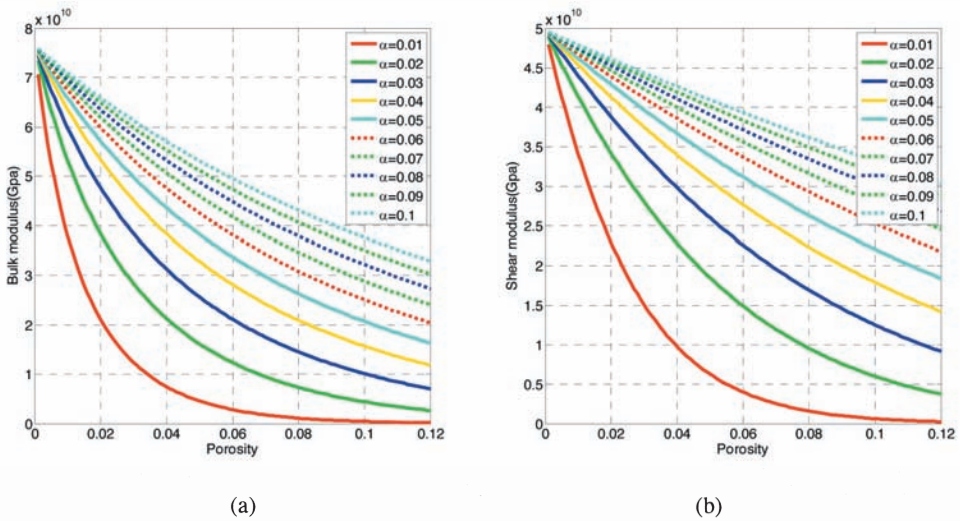 x 10^10
8
7
6
5
4
3
2
1
0
Bulk modulus(Gpa)
0 0.02 0.04 0.06 0.08 0.1 0.12
Porosity
α=0.01
α=0.02
α=0.03
α=0.04
α=0.05
α=0.06
α=0.07
α=0.08
α=0.09
α=0.1
(a)
x 10^10
5
4.5
4
3.5
3
2.5
2
1.5
1
0.5
0
Shear modulus(Gpa)
0 0.02 0.04 0.06 0.08 0.1 0.12
Porosity
α=0.01
α=0.02
α=0.03
α=0.04
α=0.05
α=0.06
α=0.07
α=0.08
α=0.09
α=0.1
(b)